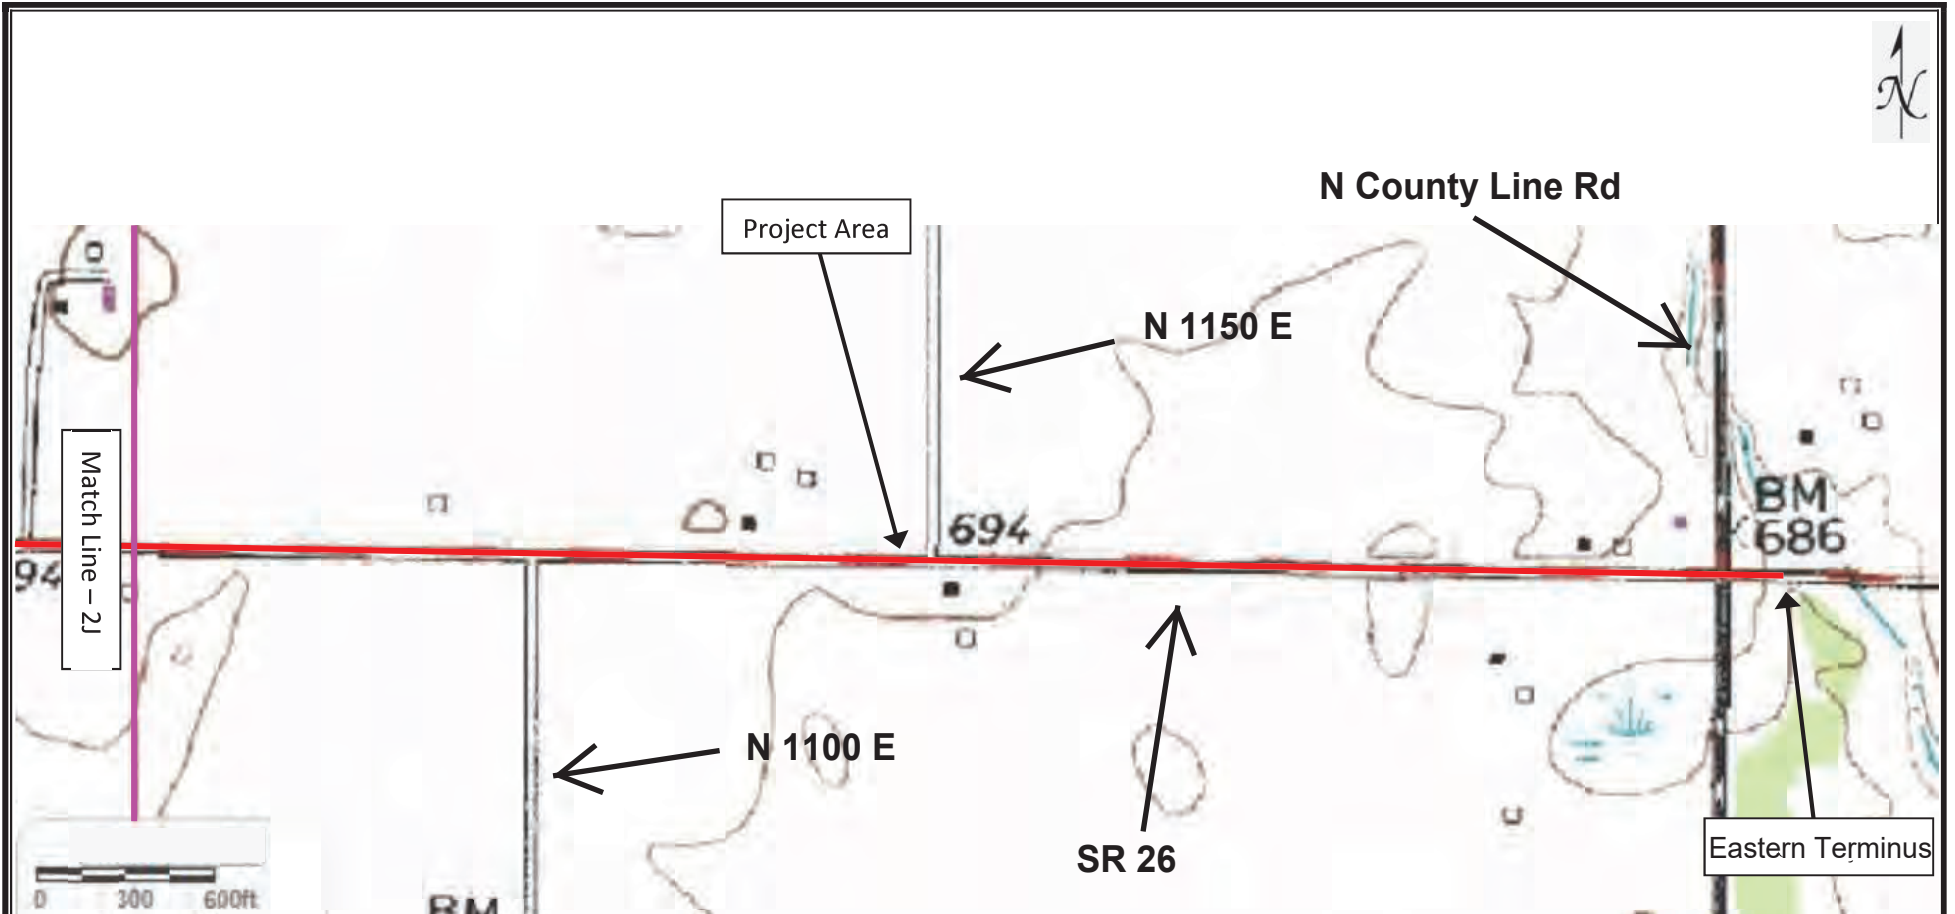 N
N County Line Rd
Project Area
N 1150 E
Match Line – 2J
694
BM
686
94
N 1100 E
SR 26
Eastern Terminus
0 300 600ft
BM